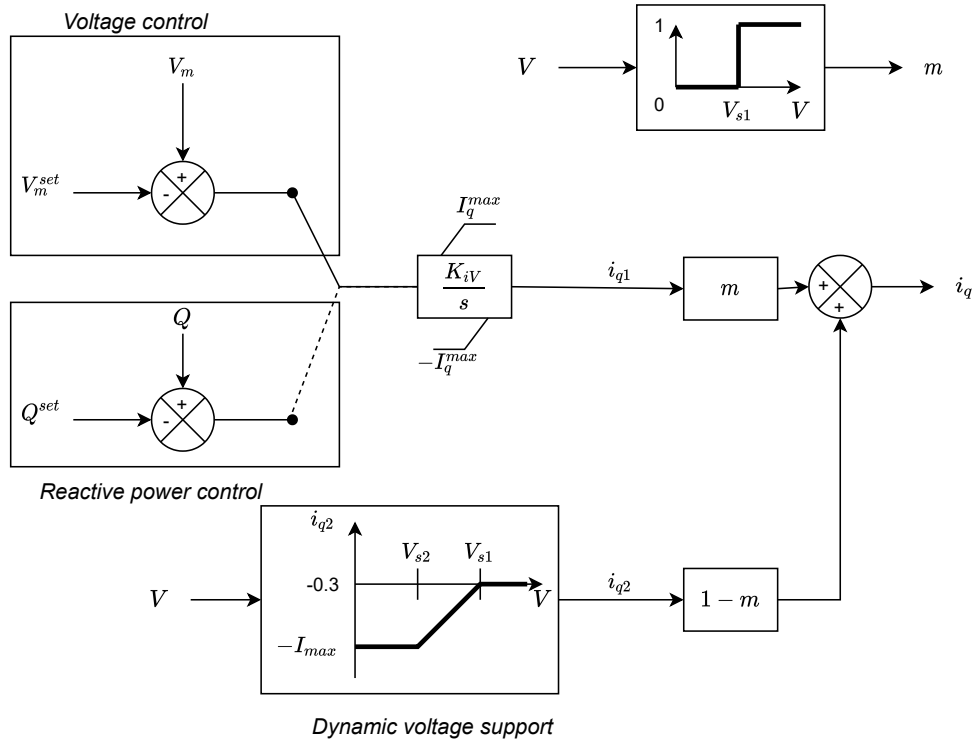 Voltage control
V_m
V_m^{set}
+
-
1
0
V
V_{s1}
V
m
I_q^{max}
K_{iV}
s
-I_q^{max}
i_{q1}
m
+
+
i_q
Q
Q^{set}
+
-
Reactive power control
i_{q2}
V_{s2}
V_{s1}
-0.3
V
V
-I_{max}
i_{q2}
1 - m
Dynamic voltage support